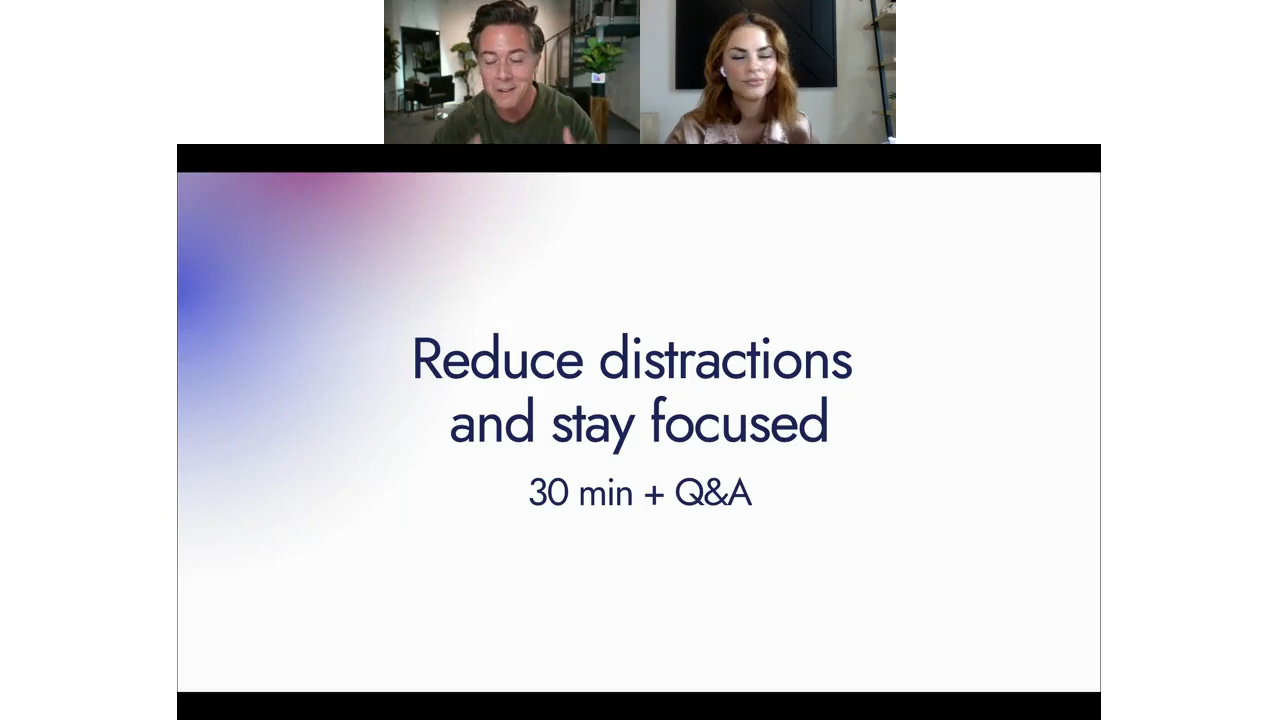 Reduce distractions
and stay focused
30 min + Q&A